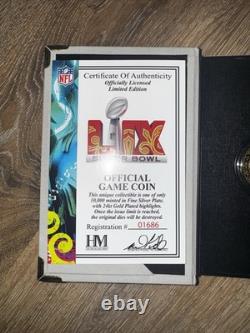 NFL
Certificate Of Authenticity
Officially Licensed
Limited Edition
LIX
SUPER BOWL
OFFICIAL
GAME COIN
This unique collectible is one of only
10,000 minted in Fine Silver Plate,
with 24kt Gold Plated highlights.
Once the issue limit is reached,
the original dies will be destroyed.
Registration # 01686
HM